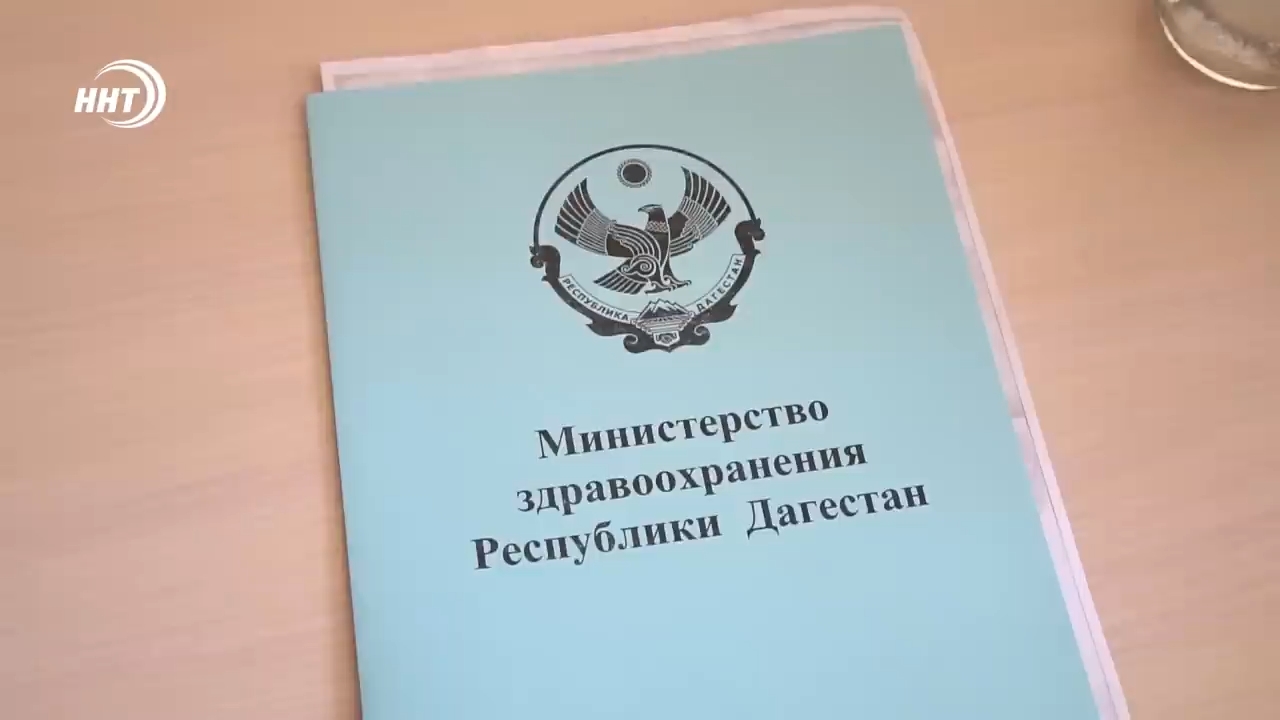 ННТ
РЕСПУБЛИКА ДАГЕСТАН
Министерство
здравоохранения
Республики Дагестан